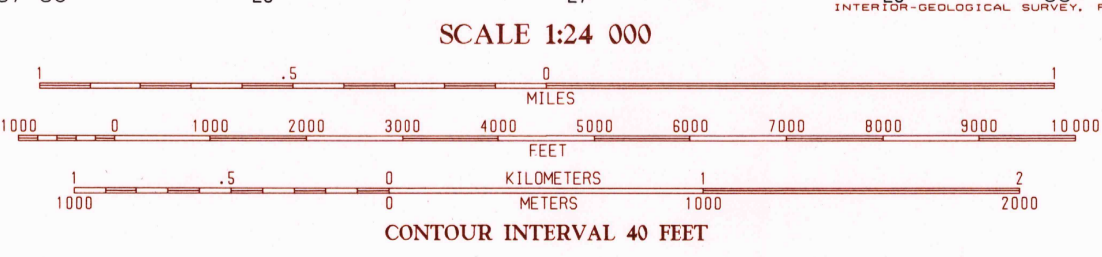 INTERIOR-GEOLOGICAL SURVEY,
SCALE 1:24 000
1 .5 0 1
MILES
1000 0 1000 2000 3000 4000 5000 6000 7000 8000 9000 10 000
FEET
1 .5 0 KILOMETERS 1 2
1000 0 METERS 1000 2000
CONTOUR INTERVAL 40 FEET